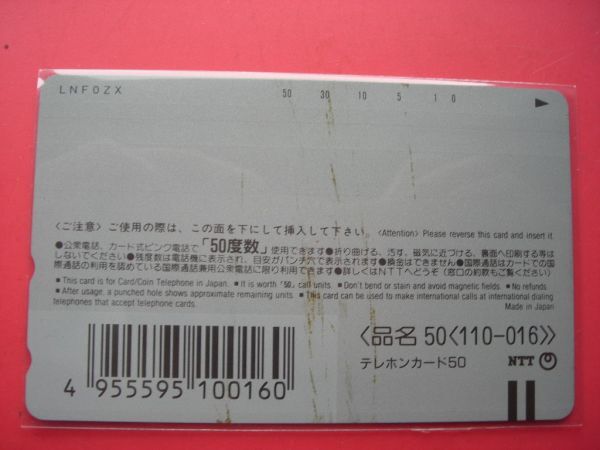 LNF0ZX 50 30 10 5 1 0
〈ご注意〉ご使用の際は、この面を下にして挿入して下さい。〈Attention〉Please reverse this card and insert it.
●公衆電話、カード式ピンク電話で「50度数」使用できます●折り曲げる、汚す、磁気に近づける、裏面へ印刷する等は
しないでください●残度数は電話機に表示され、目安がパンチ穴で表示されます●換金はできません●国際通話はカードでの国
際通話の利用を認めている国際通話兼用公衆電話に限り利用できます●詳しくはNTTへどうぞ(窓口の約款もご覧ください)
■This card is for Card/Coin Telephone in Japan. ■It is worth "50" call units. ■Don't bend or stain and avoid magnetic fields. ■No refunds.
■After usage, a punched hole shows approximate remaining units. ■This card can be used to make international calls at international dialing
telephones that accept telephone cards. Made in Japan
〈品名 50〈110-016〉〉
テレホンカード50 NTT
4 955595 100160